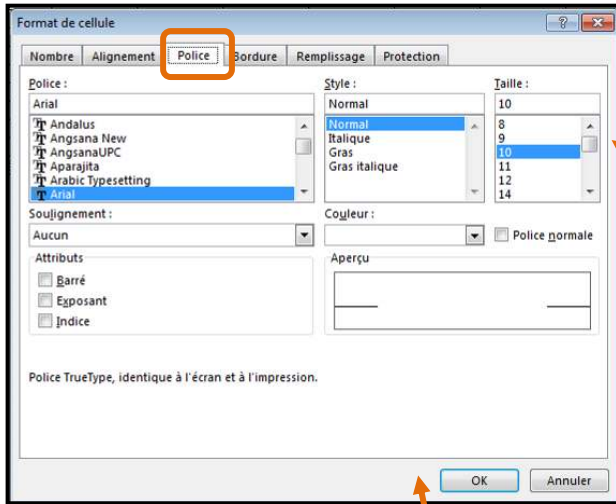 Format de cellule
Nombre Alignement Police Bordure Remplissage Protection
Police : Style : Taille :
Arial Normal 10
Andalus Normal 8
Angsana New Italique 9
AngsanaUPC Gras 10
Aparajita Gras italique 11
Arabic Typesetting 12
Arial 14
Soulignement : Couleur :
Aucun Police normale
Attributs Aperçu
Barré
Exposant
Indice
Police TrueType, identique à l'écran et à l'impression.
OK Annuler